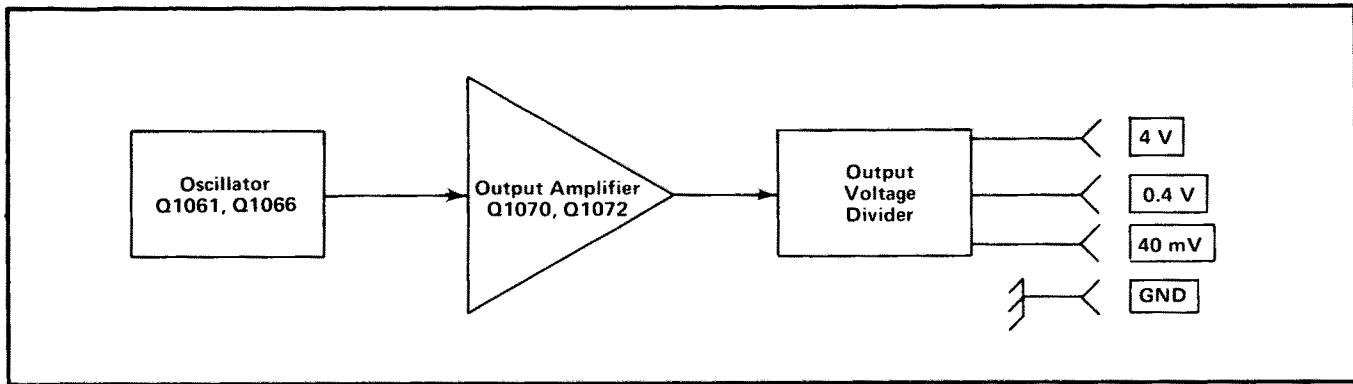 Oscillator
Q1061, Q1066
Output Amplifier
Q1070, Q1072
Output
Voltage
Divider
4 V
0.4 V
40 mV
GND